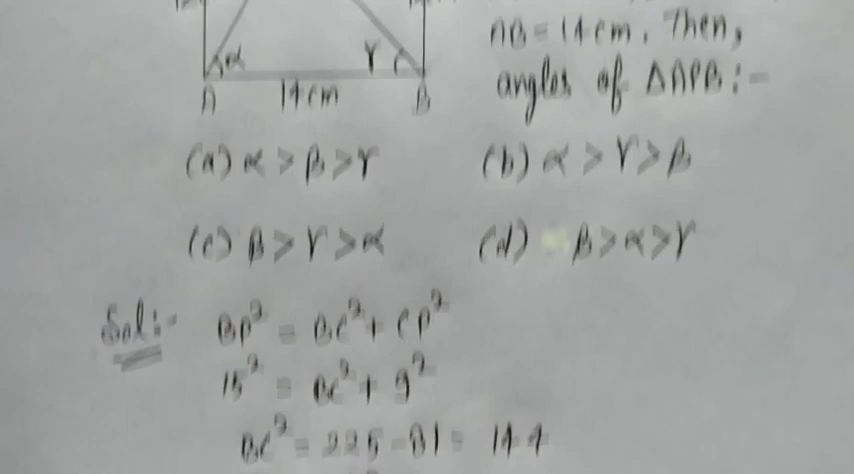 AB = 14 cm. Then,
angles of ΔAPB :-
α
γ
A
14 cm
B
(a) α > β > γ
(b) α > γ > β
(c) β > γ > α
(d) β > α > γ
Sol:-
BP² = BC² + CP²
15² = BC² + 9²
BC² = 225 - 81 = 144